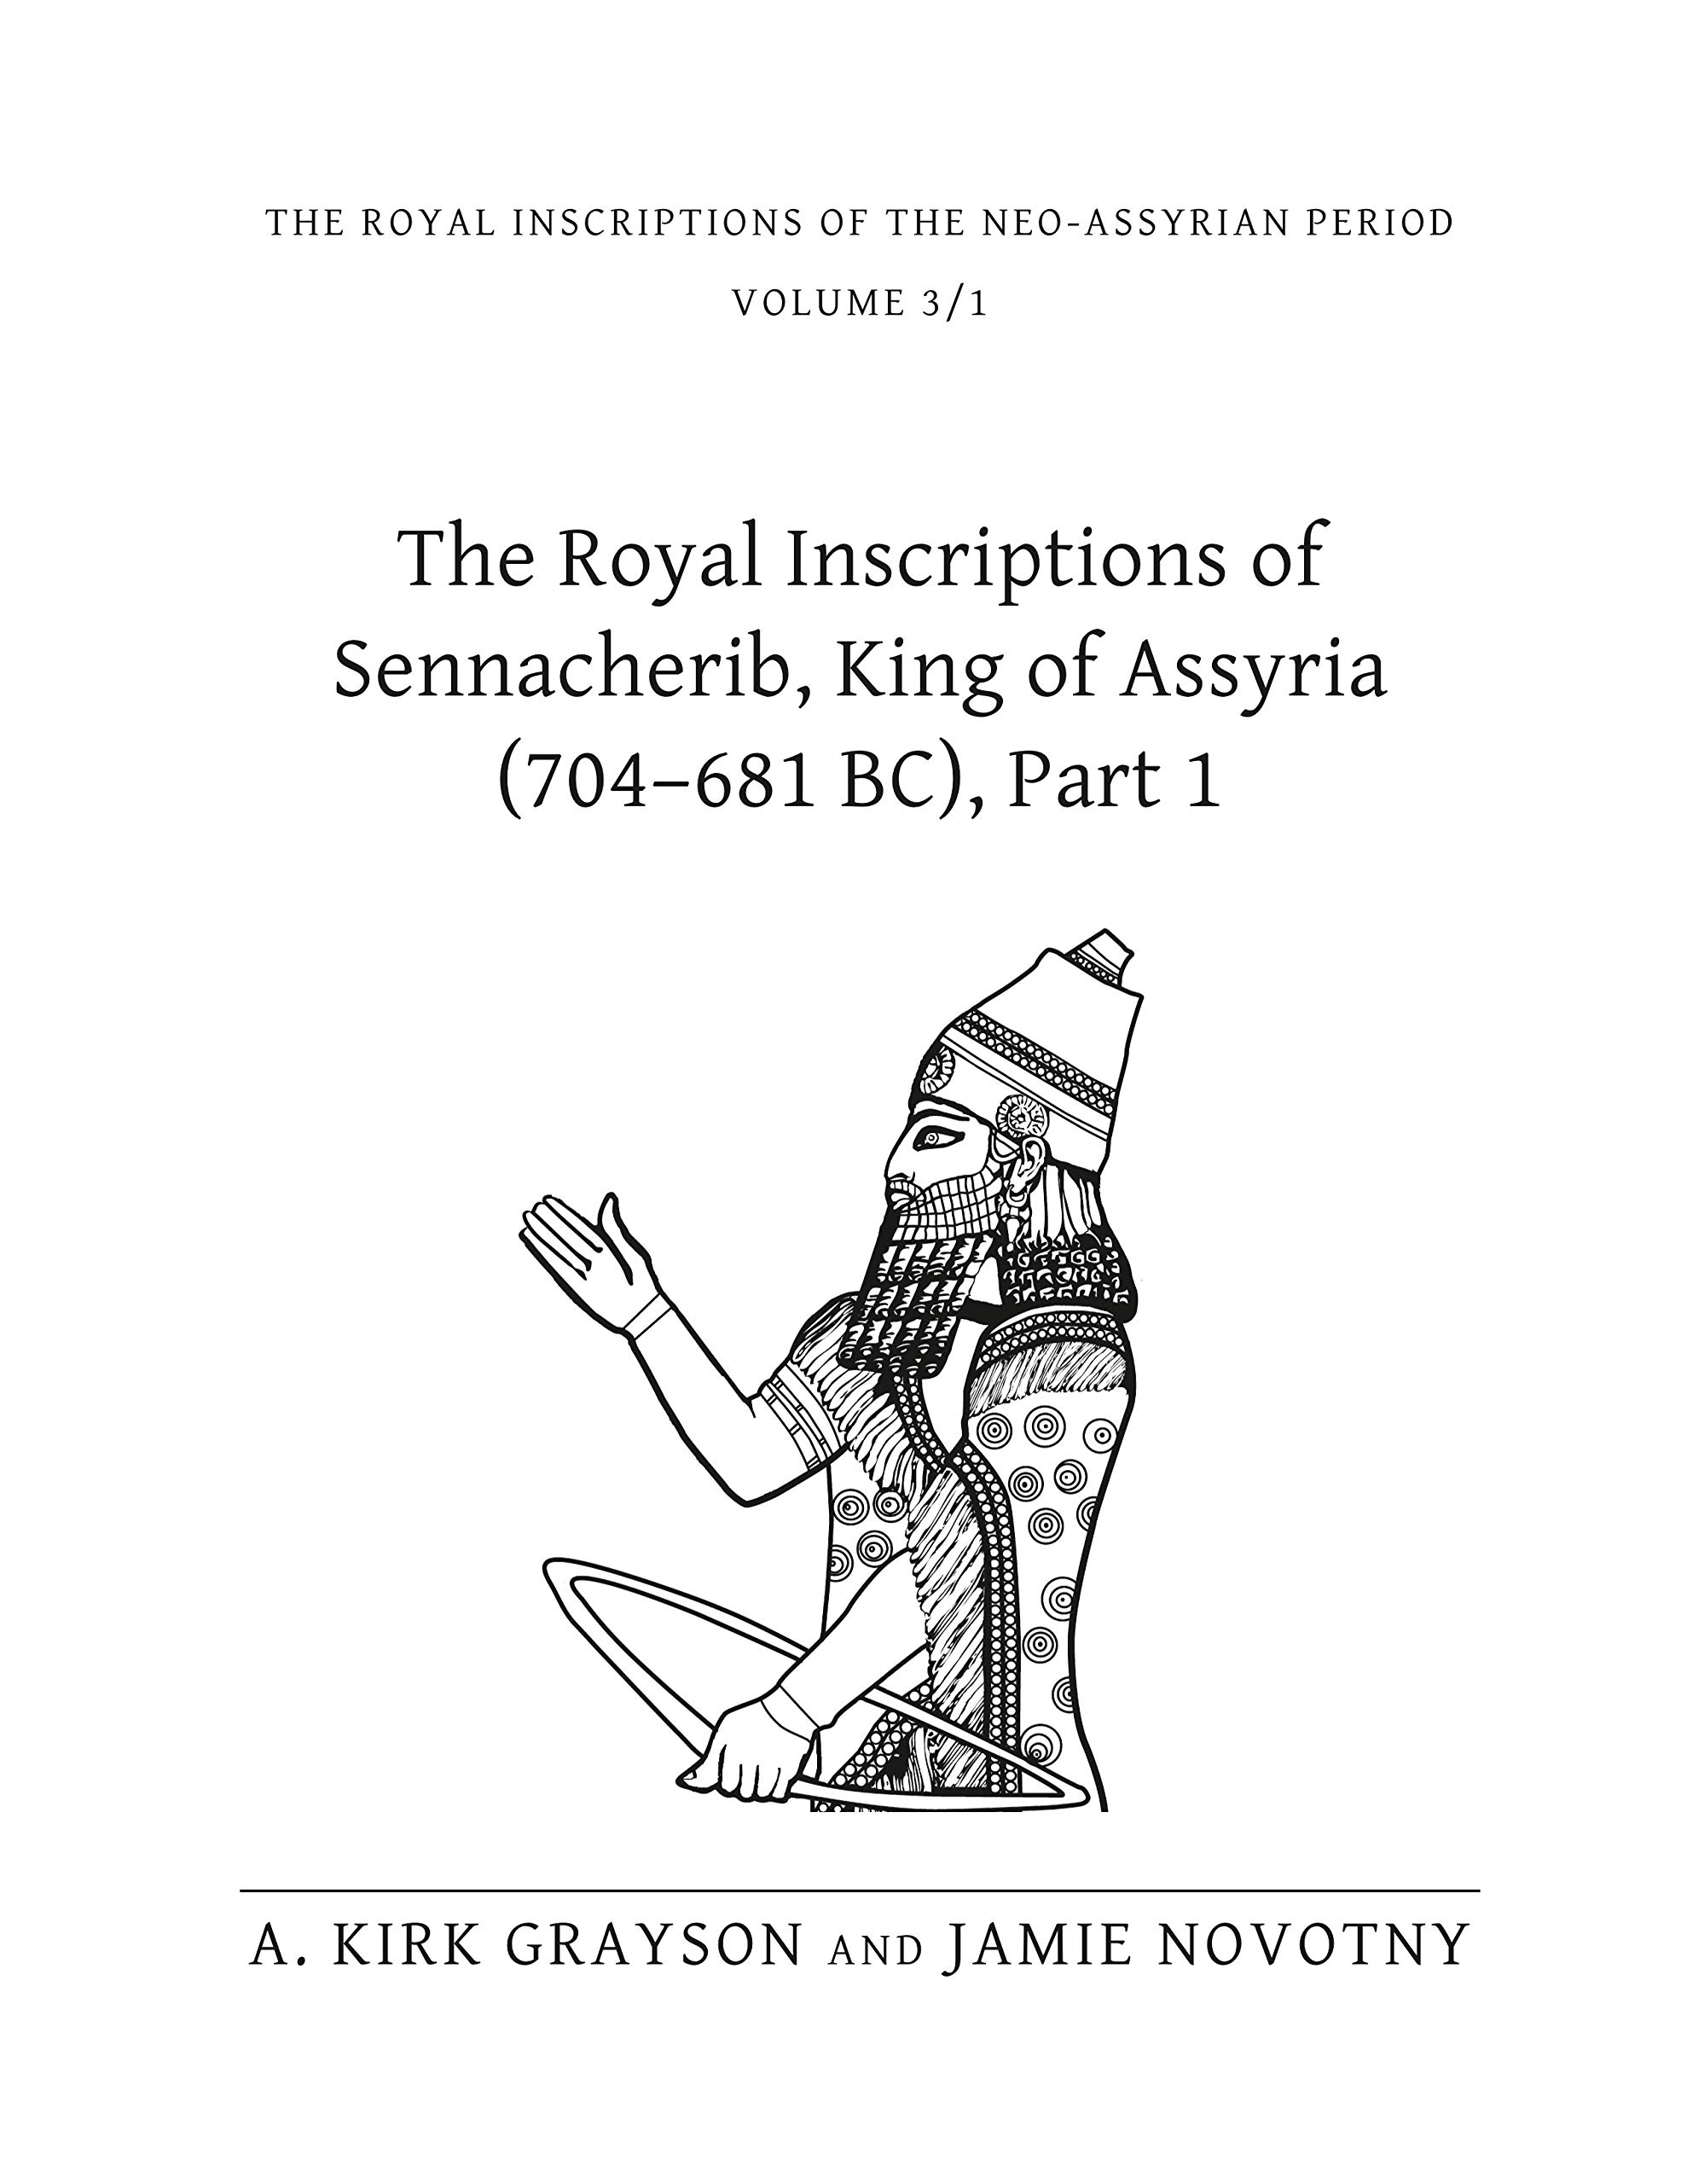 THE ROYAL INSCRIPTIONS OF THE NEO-ASSYRIAN PERIOD
VOLUME 3/1
The Royal Inscriptions of
Sennacherib, King of Assyria
(704–681 BC), Part 1
A. KIRK GRAYSON AND JAMIE NOVOTNY